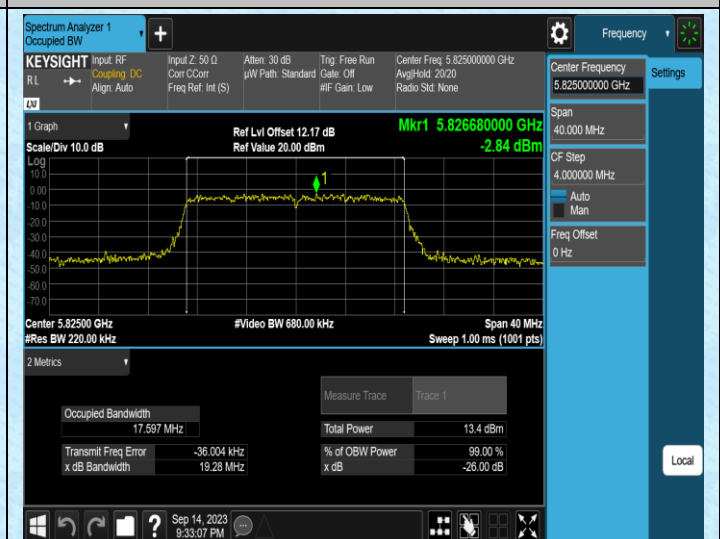 Spectrum Analyzer 1
Occupied BW
Frequency
KEYSIGHT
Input: RF
Coupling: DC
Align: Auto
Input Z: 50 Ω
Corr CCorr
Freq Ref: Int (S)
Atten: 30 dB
µW Path: Standard
Trig: Free Run
Gate: Off
#IF Gain: Low
Center Freq: 5.825000000 GHz
Avg|Hold: 20/20
Radio Std: None
RL
LXI
Center Frequency
5.825000000 GHz
Settings
Span
40.000 MHz
CF Step
4.000000 MHz
Auto
Man
Freq Offset
0 Hz
1 Graph
Scale/Div 10.0 dB
Ref Lvl Offset 12.17 dB
Ref Value 20.00 dBm
Mkr1 5.826680000 GHz
-2.84 dBm
Log
10.0
0.00
-10.0
-20.0
-30.0
-40.0
-50.0
-60.0
-70.0
1
Center 5.82500 GHz
#Video BW 680.00 kHz
Span 40 MHz
#Res BW 220.00 kHz
Sweep 1.00 ms (1001 pts)
2 Metrics
Measure Trace
Trace 1
Occupied Bandwidth
17.597 MHz
Total Power
13.4 dBm
Transmit Freq Error
-36.004 kHz
% of OBW Power
99.00 %
x dB Bandwidth
19.28 MHz
x dB
-26.00 dB
Local
Sep 14, 2023
9:33:07 PM